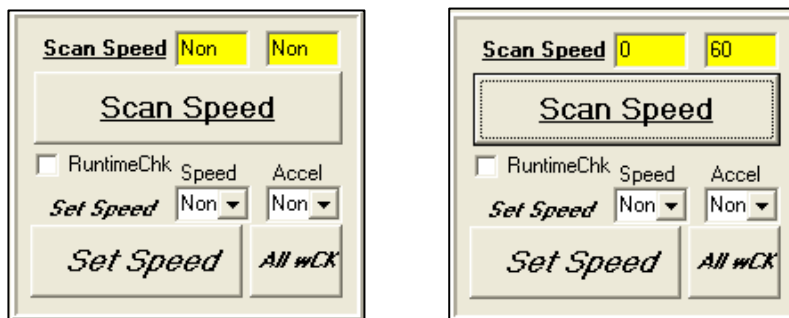 Scan Speed Non Non
Scan Speed
RuntimeChk Speed Accel
Set Speed Non Non
Set Speed All wCK
Scan Speed 0 60
Scan Speed
RuntimeChk Speed Accel
Set Speed Non Non
Set Speed All wCK